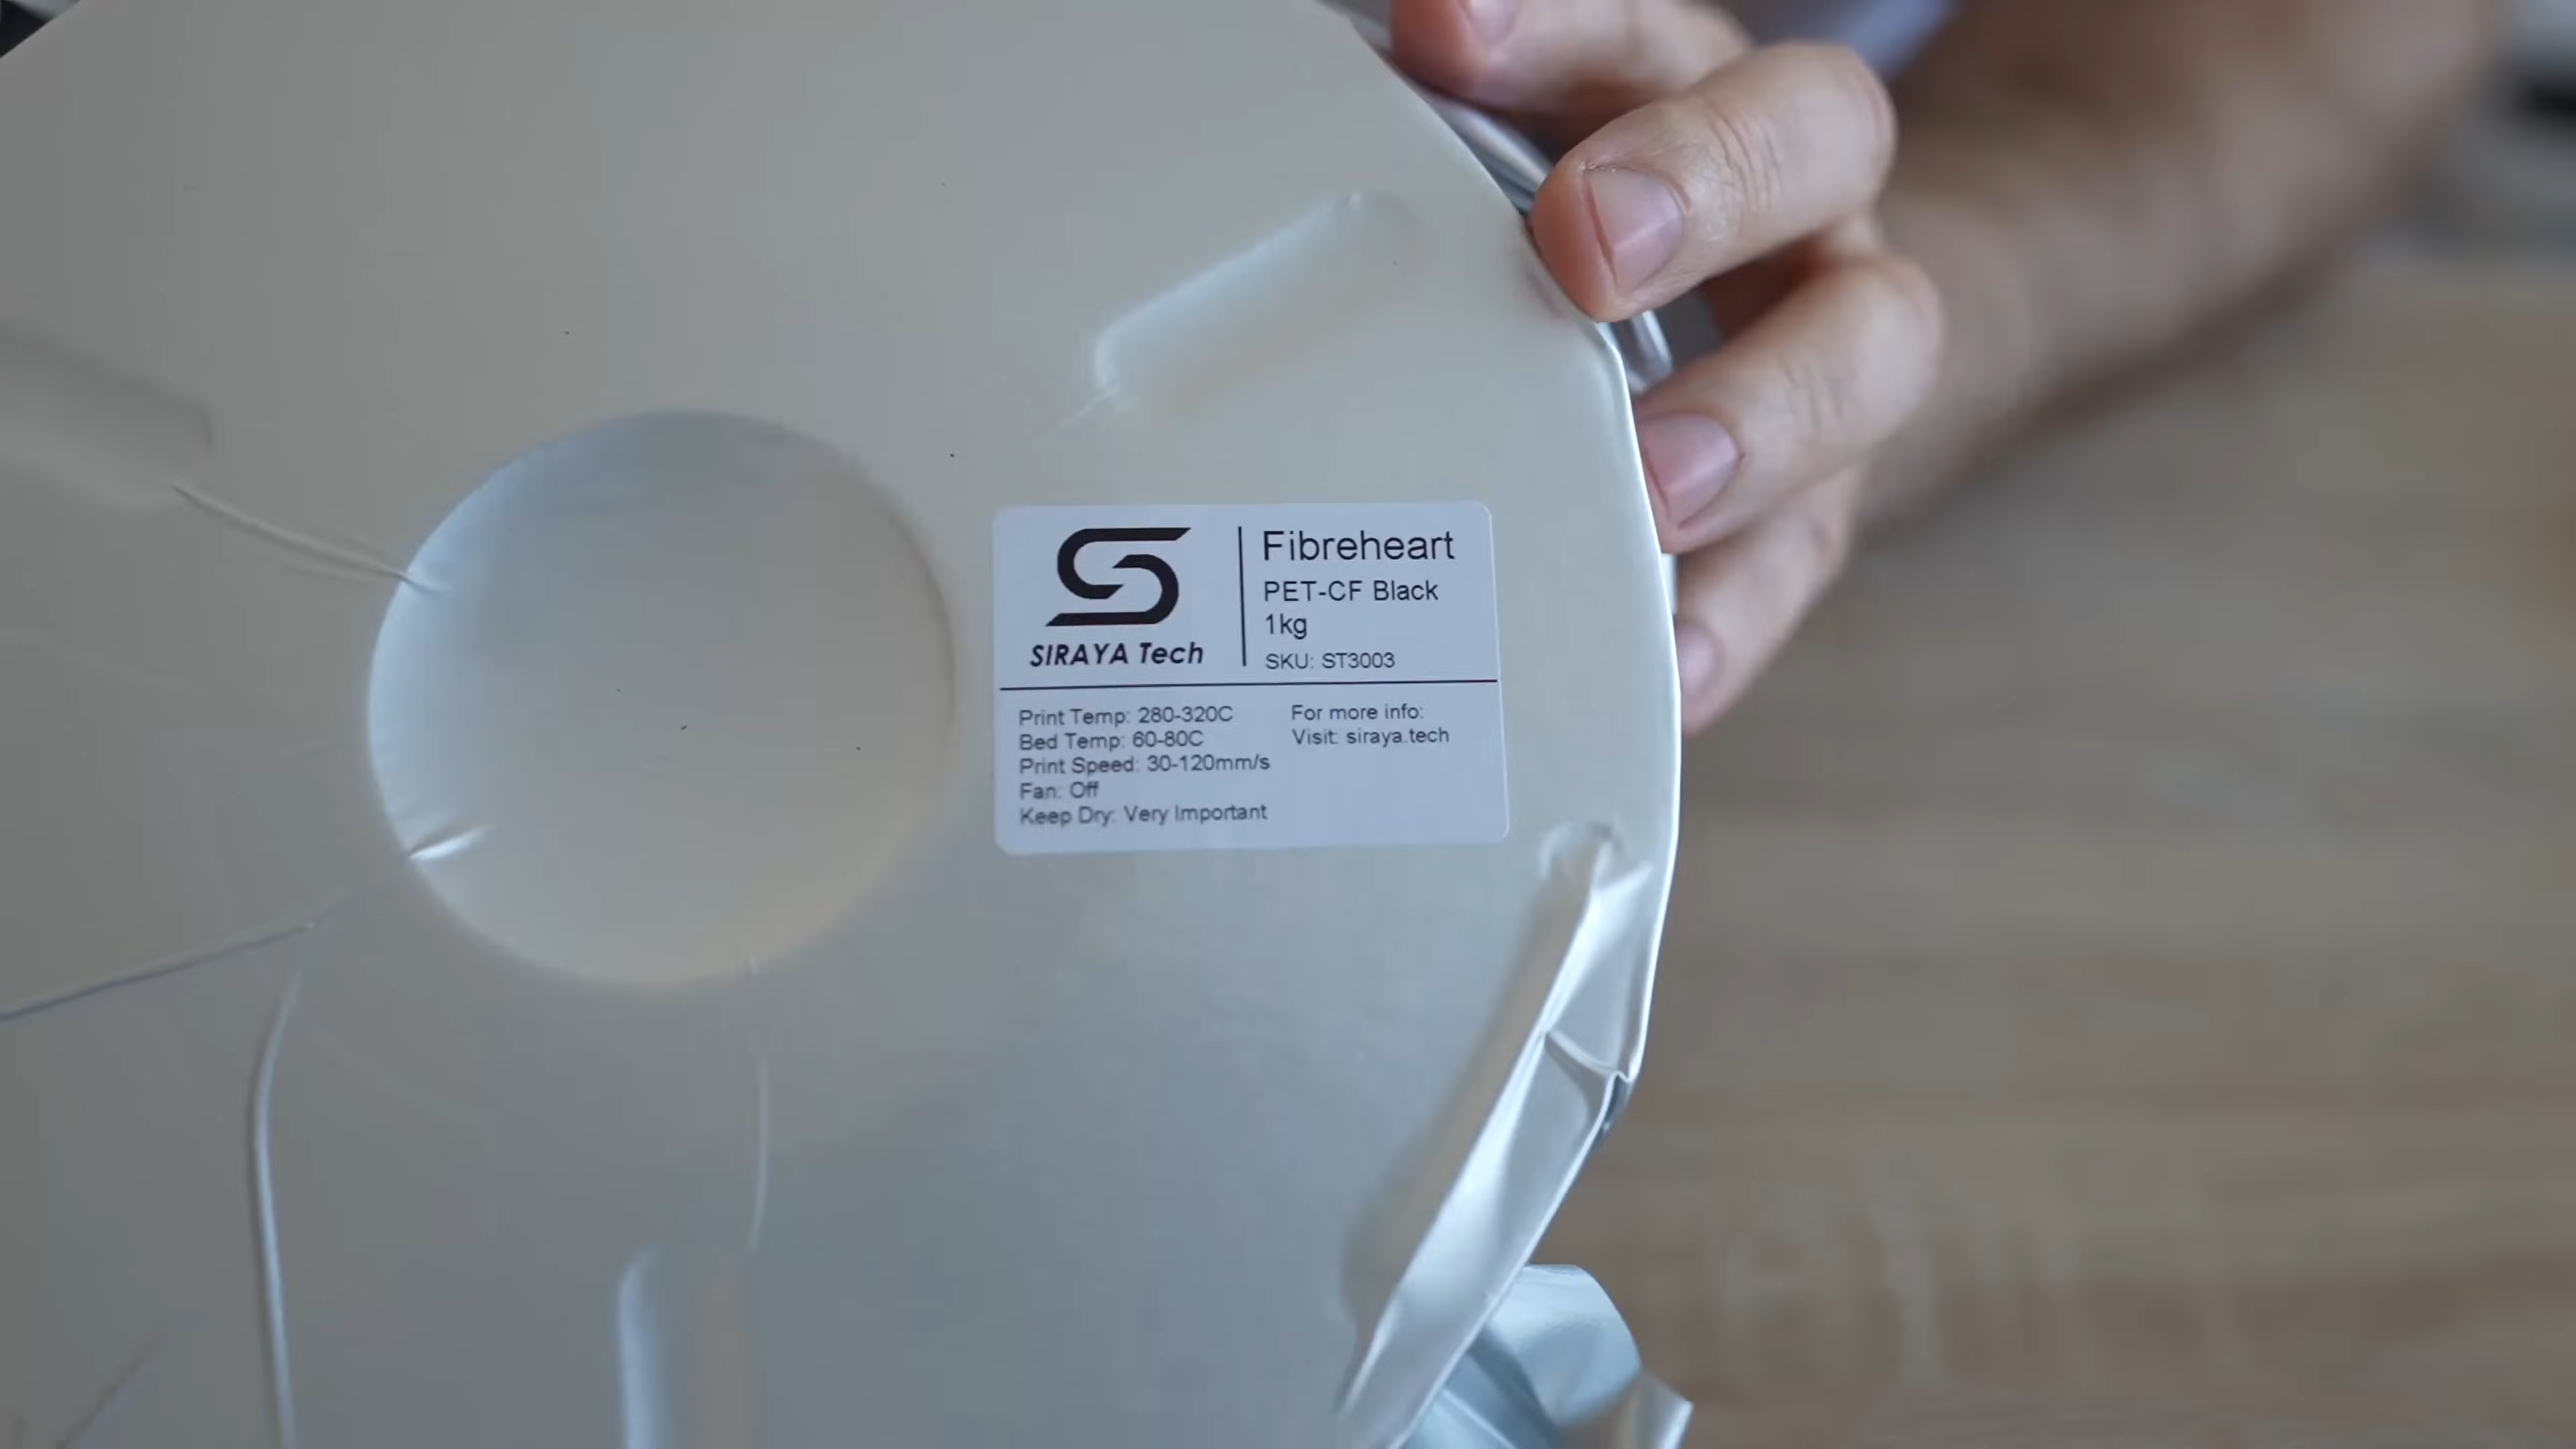 SIRAYA Tech
Fibreheart
PET-CF Black
1kg
SKU: ST3003
Print Temp: 280-320C
Bed Temp: 60-80C
Print Speed: 30-120mm/s
Fan: Off
Keep Dry: Very Important
For more info:
Visit: siraya.tech